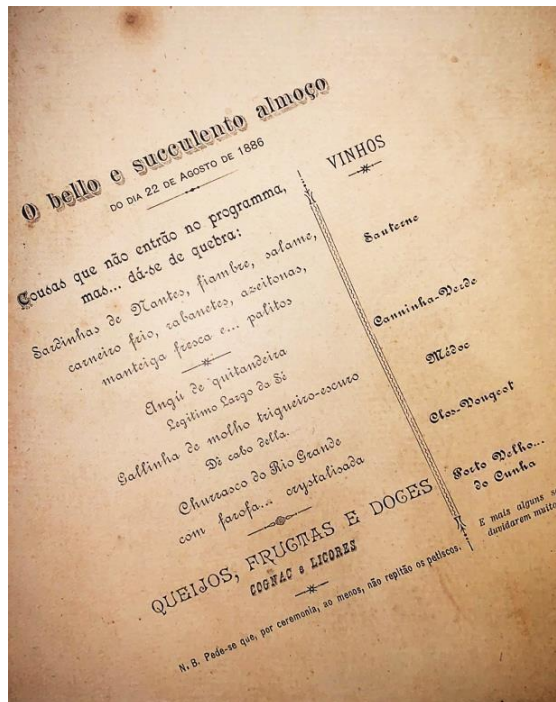 O bello e succulento almoço
DO DIA 22 DE AGOSTO DE 1886
Cousas que não entrão no programma,
mas... dá-se de quebra:
Sardinhas de Nantes, fiambre, salame,
carneiro frio, rabanetes, azeitonas,
manteiga fresca e... palitos
Angú de quitandeira
Legitimo Largo da Sé
Gallinha de molho trigueiro-escuro
Dê cabo della...
Churrasco do Rio Grande
com farofa... crystalisada
QUEIJOS, FRUCTAS E DOCES
COGNAC e LICORES
N. B. Pede-se que, por ceremonia, ao menos, não repitão os petiscos.
VINHOS
Sauterne
Canninha-Verde
Médoc
Clos-Vougeot
Porto Velho...
do Cunha
E mais alguns
duvidarem muito